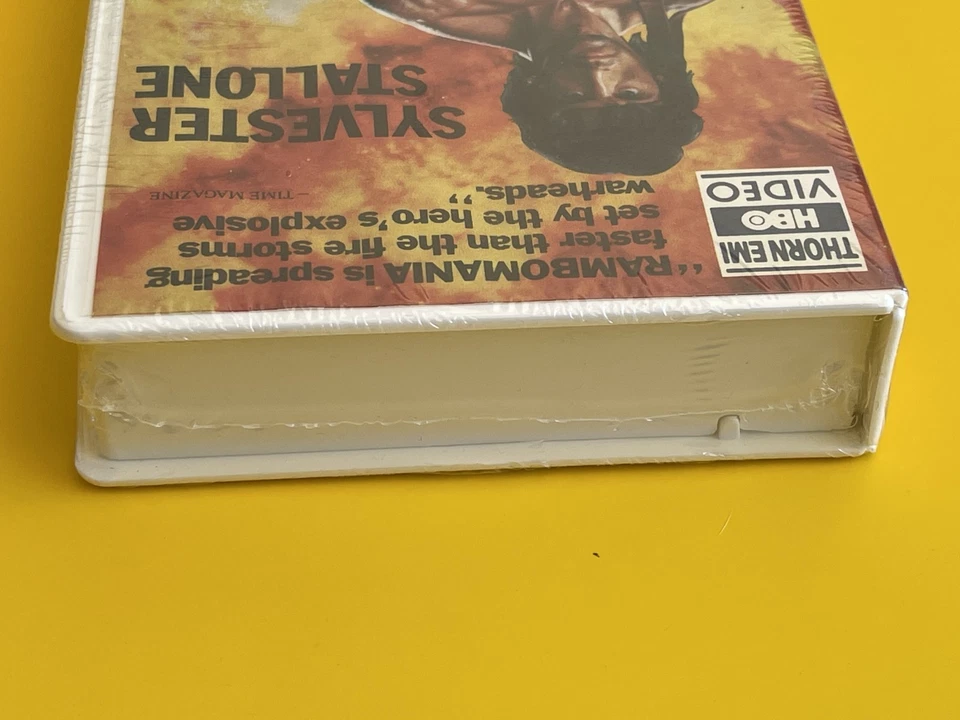 THORN EMI
HBO
VIDEO
“RAMBOMANIA is spreading
faster than the fire storms
set by the hero’s explosive
warheads.”
—TIME MAGAZINE
SYLVESTER
STALLONE